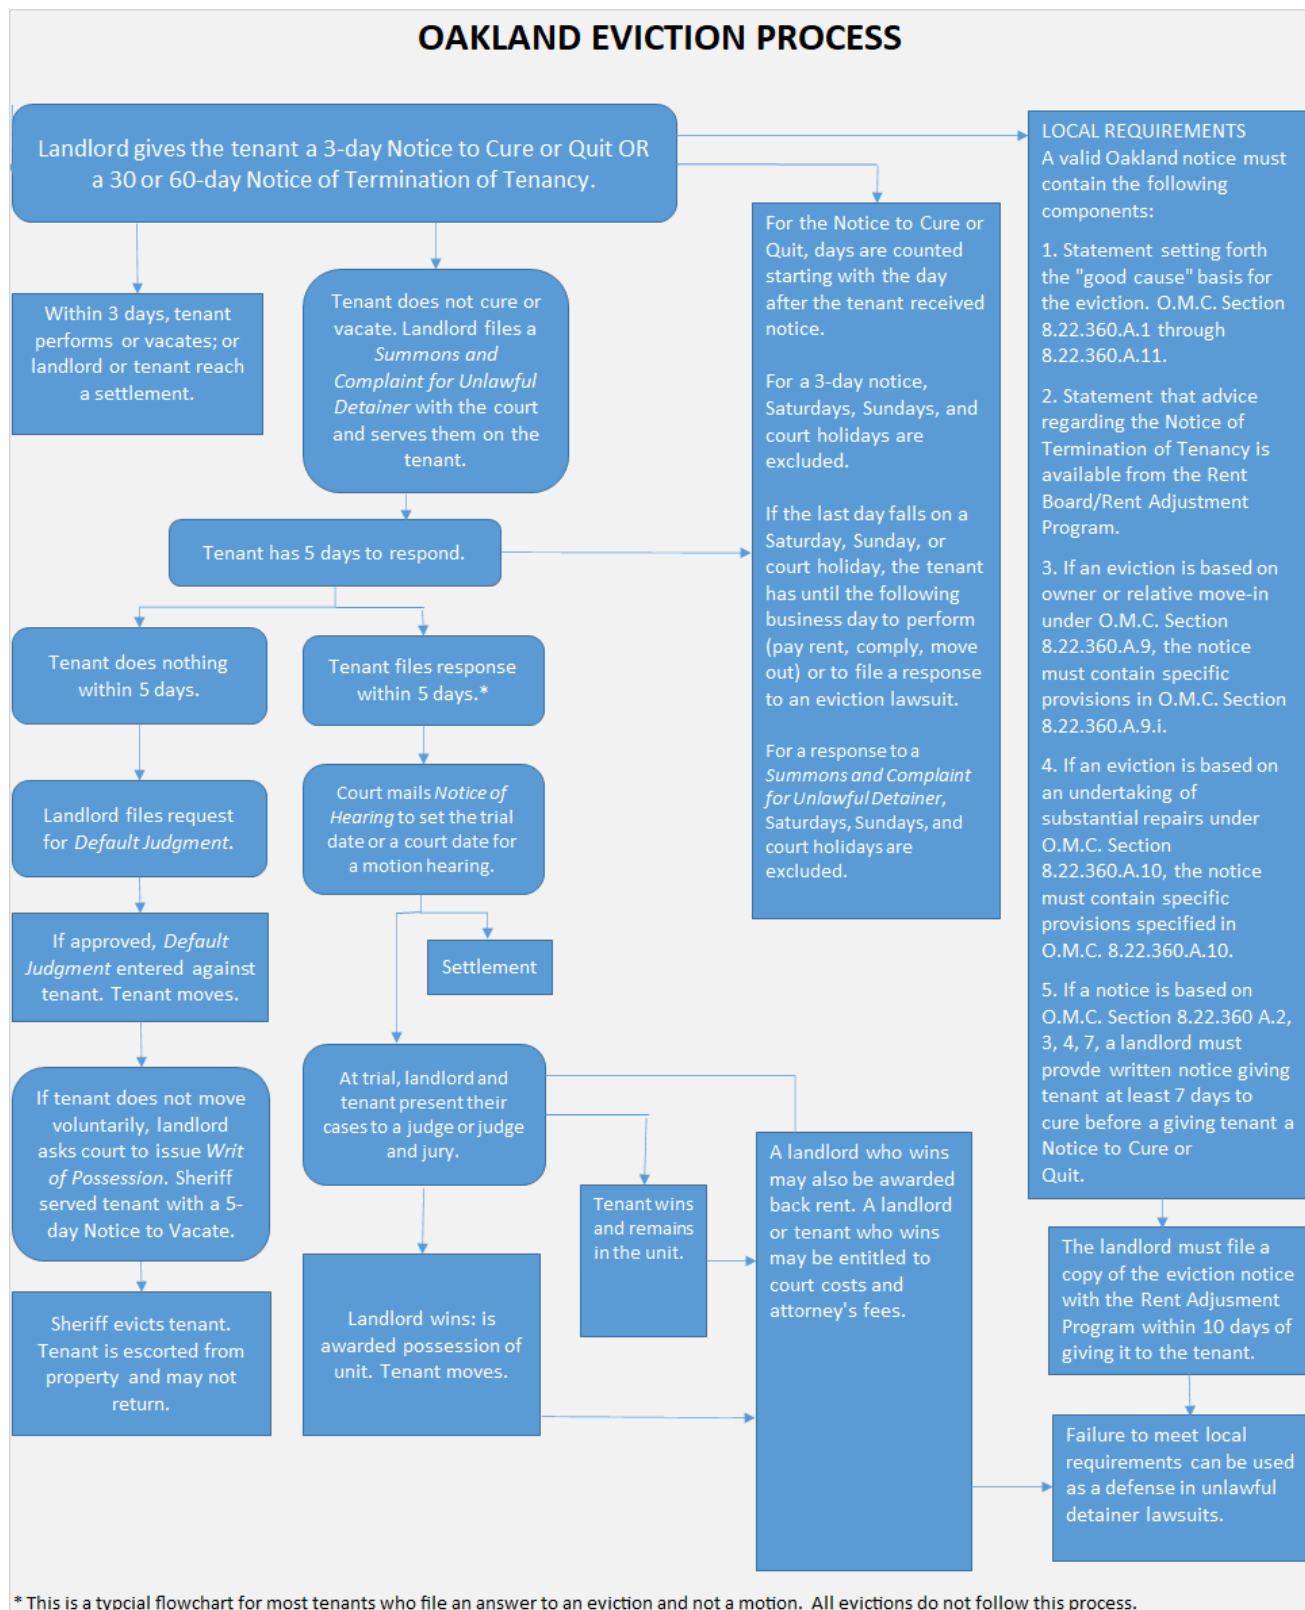 OAKLAND EVICTION PROCESS
Landlord gives the tenant a 3-day Notice to Cure or Quit OR
a 30 or 60-day Notice of Termination of Tenancy.
Within 3 days, tenant
performs or vacates; or
landlord or tenant reach
a settlement.
Tenant does not cure or
vacate. Landlord files a
Summons and
Complaint for Unlawful
Detainer with the court
and serves them on the
tenant.
Tenant has 5 days to respond.
Tenant does nothing
within 5 days.
Tenant files response
within 5 days.*
Landlord files request
for Default Judgment.
Court mails Notice of
Hearing to set the trial
date or a court date for
a motion hearing.
If approved, Default
Judgment entered against
tenant. Tenant moves.
Settlement
If tenant does not move
voluntarily, landlord
asks court to issue Writ
of Possession. Sheriff
served tenant with a 5-
day Notice to Vacate.
At trial, landlord and
tenant present their
cases to a judge or judge
and jury.
Tenant wins
and remains
in the unit.
Sheriff evicts tenant.
Tenant is escorted from
property and may not
return.
Landlord wins: is
awarded possession of
unit. Tenant moves.
A landlord who wins
may also be awarded
back rent. A landlord
or tenant who wins
may be entitled to
court costs and
attorney's fees.
For the Notice to Cure or
Quit, days are counted
starting with the day
after the tenant received
notice.
For a 3-day notice,
Saturdays, Sundays, and
court holidays are
excluded.
If the last day falls on a
Saturday, Sunday, or
court holiday, the tenant
has until the following
business day to perform
(pay rent, comply, move
out) or to file a response
to an eviction lawsuit.
For a response to a
Summons and Complaint
for Unlawful Detainer,
Saturdays, Sundays, and
court holidays are
excluded.
LOCAL REQUIREMENTS
A valid Oakland notice must
contain the following
components:
1. Statement setting forth
the "good cause" basis for
the eviction. O.M.C. Section
8.22.360.A.1 through
8.22.360.A.11.
2. Statement that advice
regarding the Notice of
Termination of Tenancy is
available from the Rent
Board/Rent Adjustment
Program.
3. If an eviction is based on
owner or relative move-in
under O.M.C. Section
8.22.360.A.9, the notice
must contain specific
provisions in O.M.C. Section
8.22.360.A.9.i.
4. If an eviction is based on
an undertaking of
substantial repairs under
O.M.C. Section
8.22.360.A.10, the notice
must contain specific
provisions specified in
O.M.C. 8.22.360.A.10.
5. If a notice is based on
O.M.C. Section 8.22.360 A.2,
3, 4, 7, a landlord must
provde written notice giving
tenant at least 7 days to
cure before a giving tenant a
Notice to Cure or
Quit.
The landlord must file a
copy of the eviction notice
with the Rent Adjusment
Program within 10 days of
giving it to the tenant.
Failure to meet local
requirements can be used
as a defense in unlawful
detainer lawsuits.
* This is a typcial flowchart for most tenants who file an answer to an eviction and not a motion. All evictions do not follow this process.